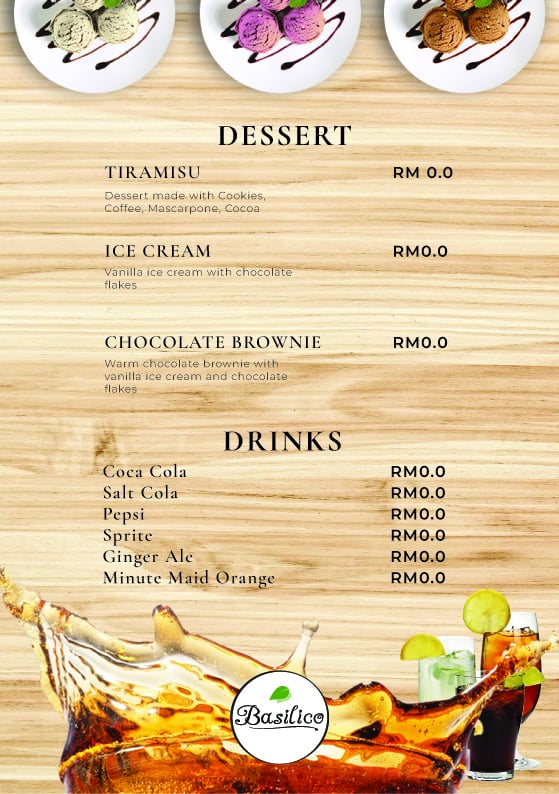 DESSERT
TIRAMISU RM 0.0
Dessert made with Cookies,
Coffee, Mascarpone, Cocoa
ICE CREAM RM0.0
Vanilla ice cream with chocolate
flakes
CHOCOLATE BROWNIE RM0.0
Warm chocolate brownie with
vanilla ice cream and chocolate
flakes
DRINKS
Coca Cola RM0.0
Salt Cola RM0.0
Pepsi RM0.0
Sprite RM0.0
Ginger Ale RM0.0
Minute Maid Orange RM0.0
Basilico